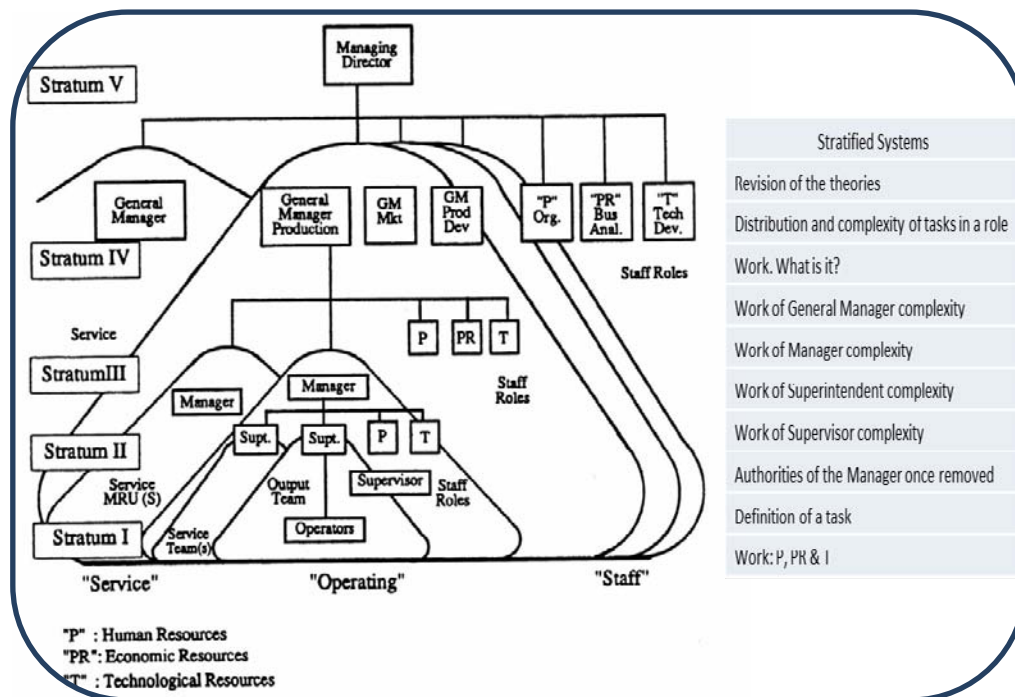 Managing
Director
Stratum V
General
Manager
General
Manager
Production
GM
Mkt
GM
Prod
Dev
"P"
Org.
"PR"
Bus
Anal.
"T"
Tech
Dev.
Stratum IV
Staff Roles
Service
P
PR
T
StratumIII
Staff
Roles
Manager
Manager
Stratum II
Supt.
Supt.
P
T
Service
MRU (S)
Output
Team
Supervisor
Staff
Roles
Stratum I
Service
Team(s)
Operators
"Service"
"Operating"
"Staff"
"P" : Human Resources
"PR": Economic Resources
"T" : Technological Resources
Stratified Systems
Revision of the theories
Distribution and complexity of tasks in a role
Work. What is it?
Work of General Manager complexity
Work of Manager complexity
Work of Superintendent complexity
Work of Supervisor complexity
Authorities of the Manager once removed
Definition of a task
Work: P, PR & T